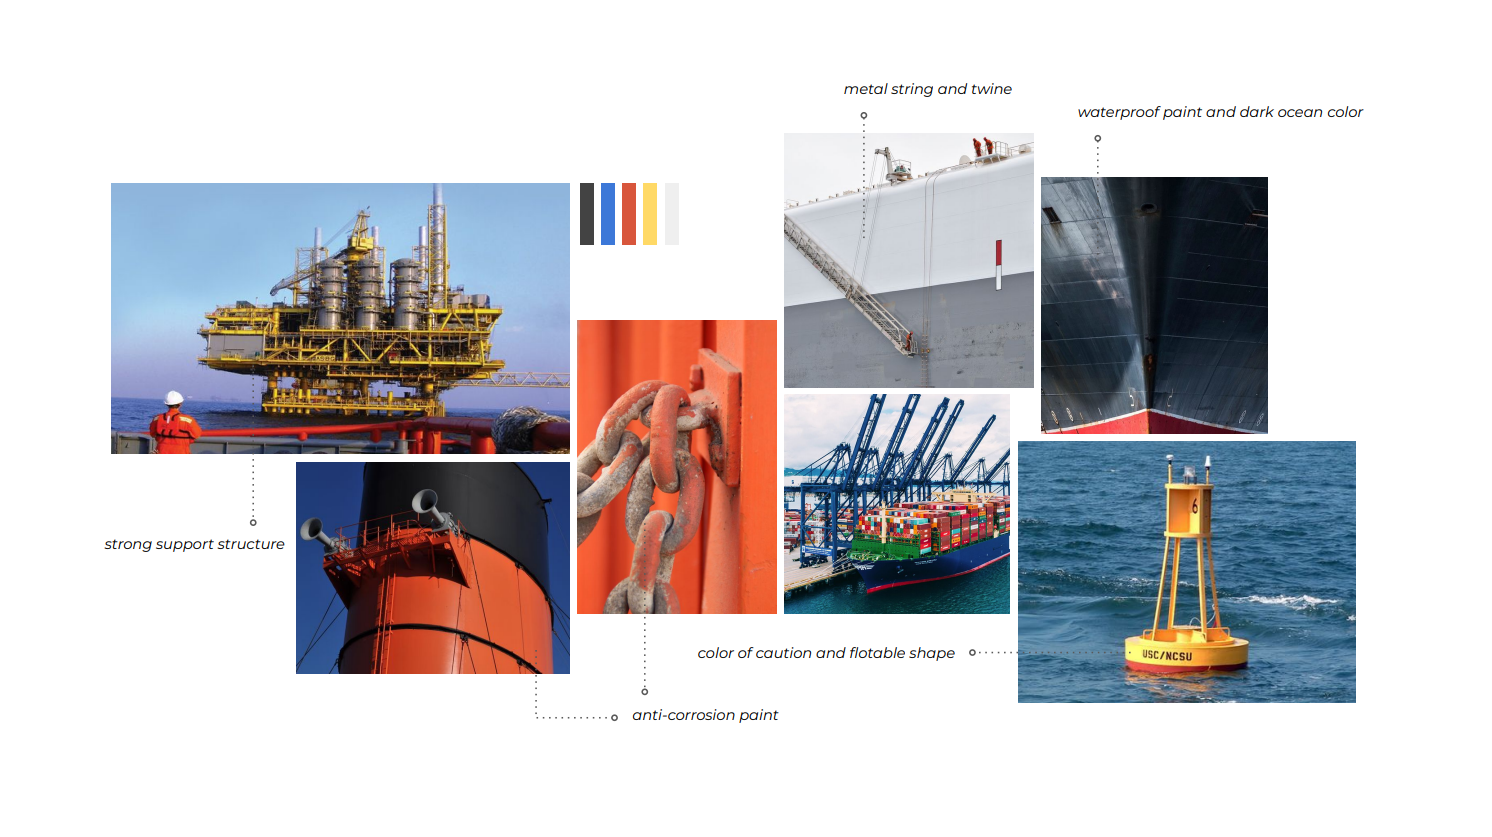 metal string and twine
waterproof paint and dark ocean color
strong support structure
6
USC/NCSU
color of caution and flotable shape
anti-corrosion paint